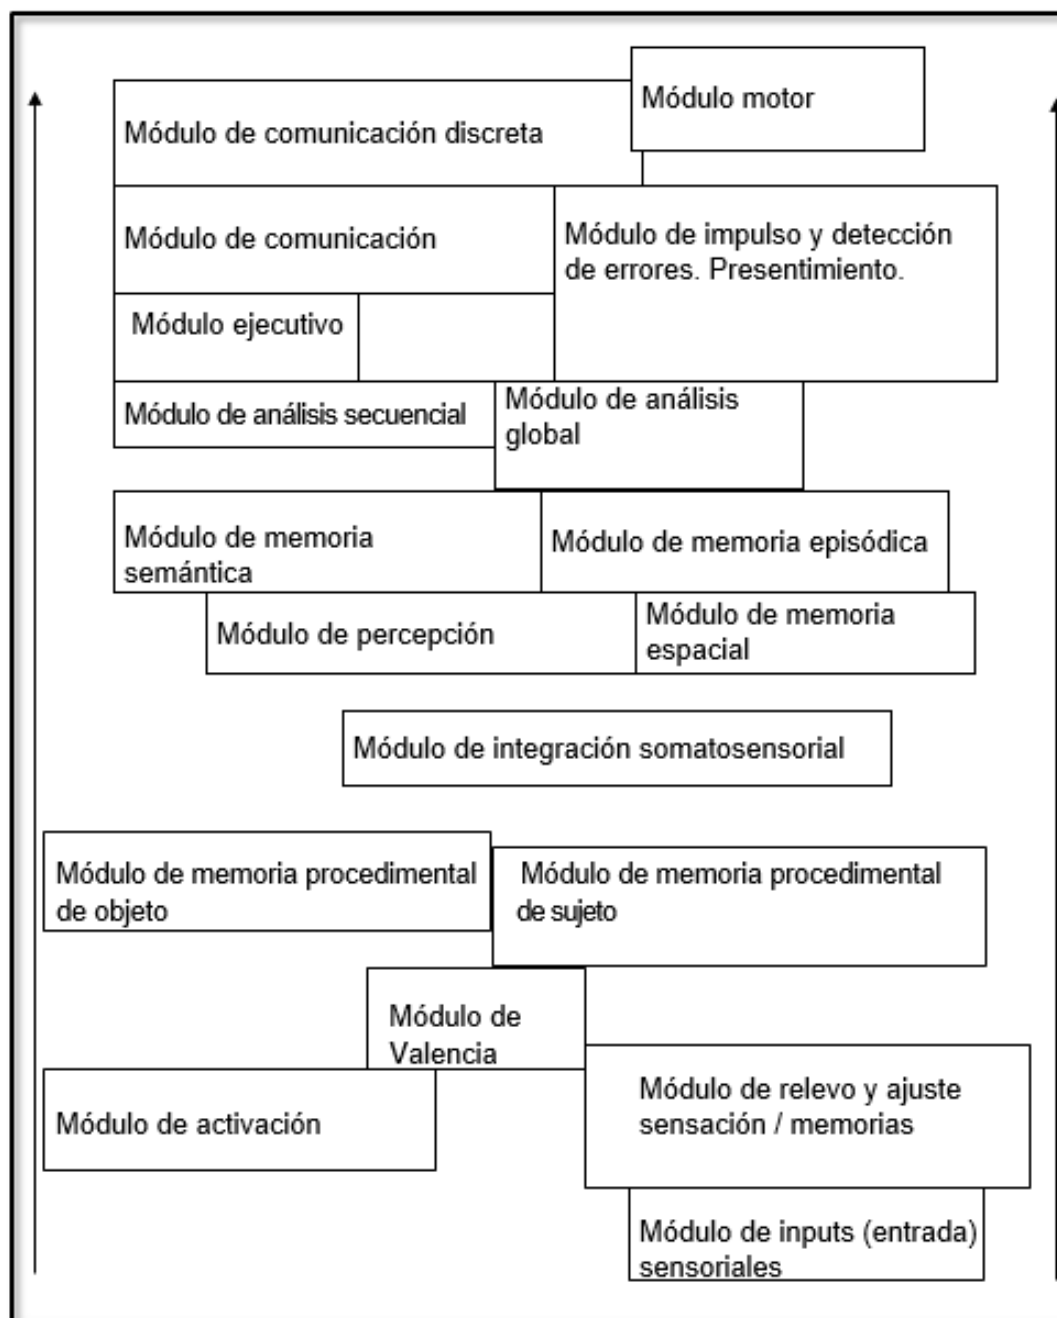 Módulo motor
Módulo de comunicación discreta
Módulo de comunicación
Módulo de impulso y detección
de errores. Presentimiento.
Módulo ejecutivo
Módulo de análisis secuencial
Módulo de análisis
global
Módulo de memoria
semántica
Módulo de memoria episódica
Módulo de percepción
Módulo de memoria
espacial
Módulo de integración somatosensorial
Módulo de memoria procedimental
de objeto
Módulo de memoria procedimental
de sujeto
Módulo de
Valencia
Módulo de relevo y ajuste
sensación / memorias
Módulo de activación
Módulo de inputs (entrada)
sensoriales